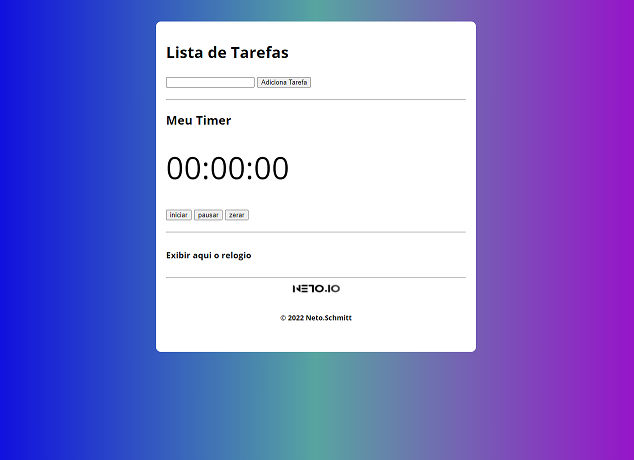 Lista de Tarefas
Adiciona Tarefa
Meu Timer
00:00:00
iniciar pausar zerar
Exibir aqui o relogio
NETO.IO
© 2022 Neto.Schmitt